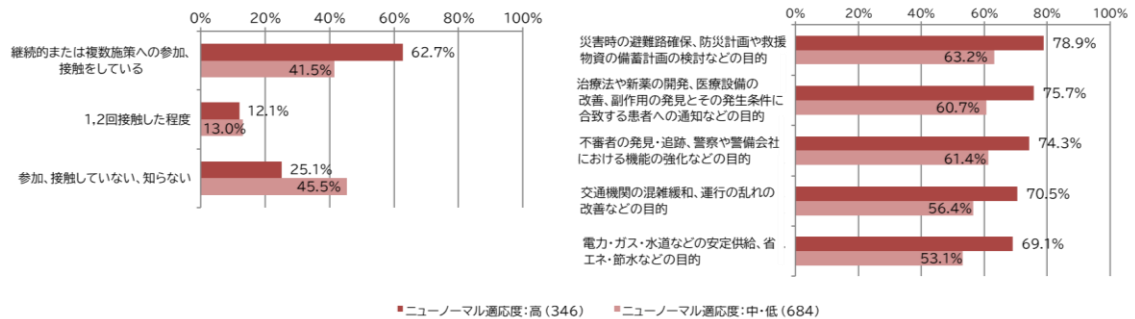 0% 20% 40% 60% 80% 100%
継続的または複数施策への参加、
接触をしている
62.7%
41.5%
1,2回接触した程度
12.1%
13.0%
参加、接触していない、知らない
25.1%
45.5%
0% 20% 40% 60% 80% 100%
災害時の避難路確保、防災計画や救援
物資の備蓄計画の検討などの目的
78.9%
63.2%
治療法や新薬の開発、医療設備の
改善、副作用の発見とその発生条件に
合致する患者への通知などの目的
75.7%
60.7%
不審者の発見・追跡、警察や警備会社
における機能の強化などの目的
74.3%
61.4%
交通機関の混雑緩和、運行の乱れの
改善などの目的
70.5%
56.4%
電力・ガス・水道などの安定供給、省
エネ・節水などの目的
69.1%
53.1%
ニューノーマル適応度:高(346) ニューノーマル適応度:中・低(684)